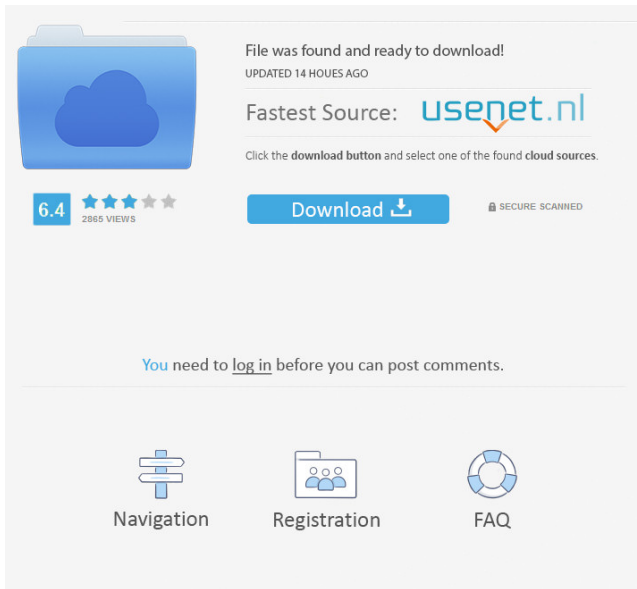 File was found and ready to download!
UPDATED 14 HOUES AGO
Fastest Source: usenet.nl
Click the download button and select one of the found cloud sources.
6.4
2865 VIEWS
Download
SECURE SCANNED
You need to log in before you can post comments.
Navigation
Registration
FAQ